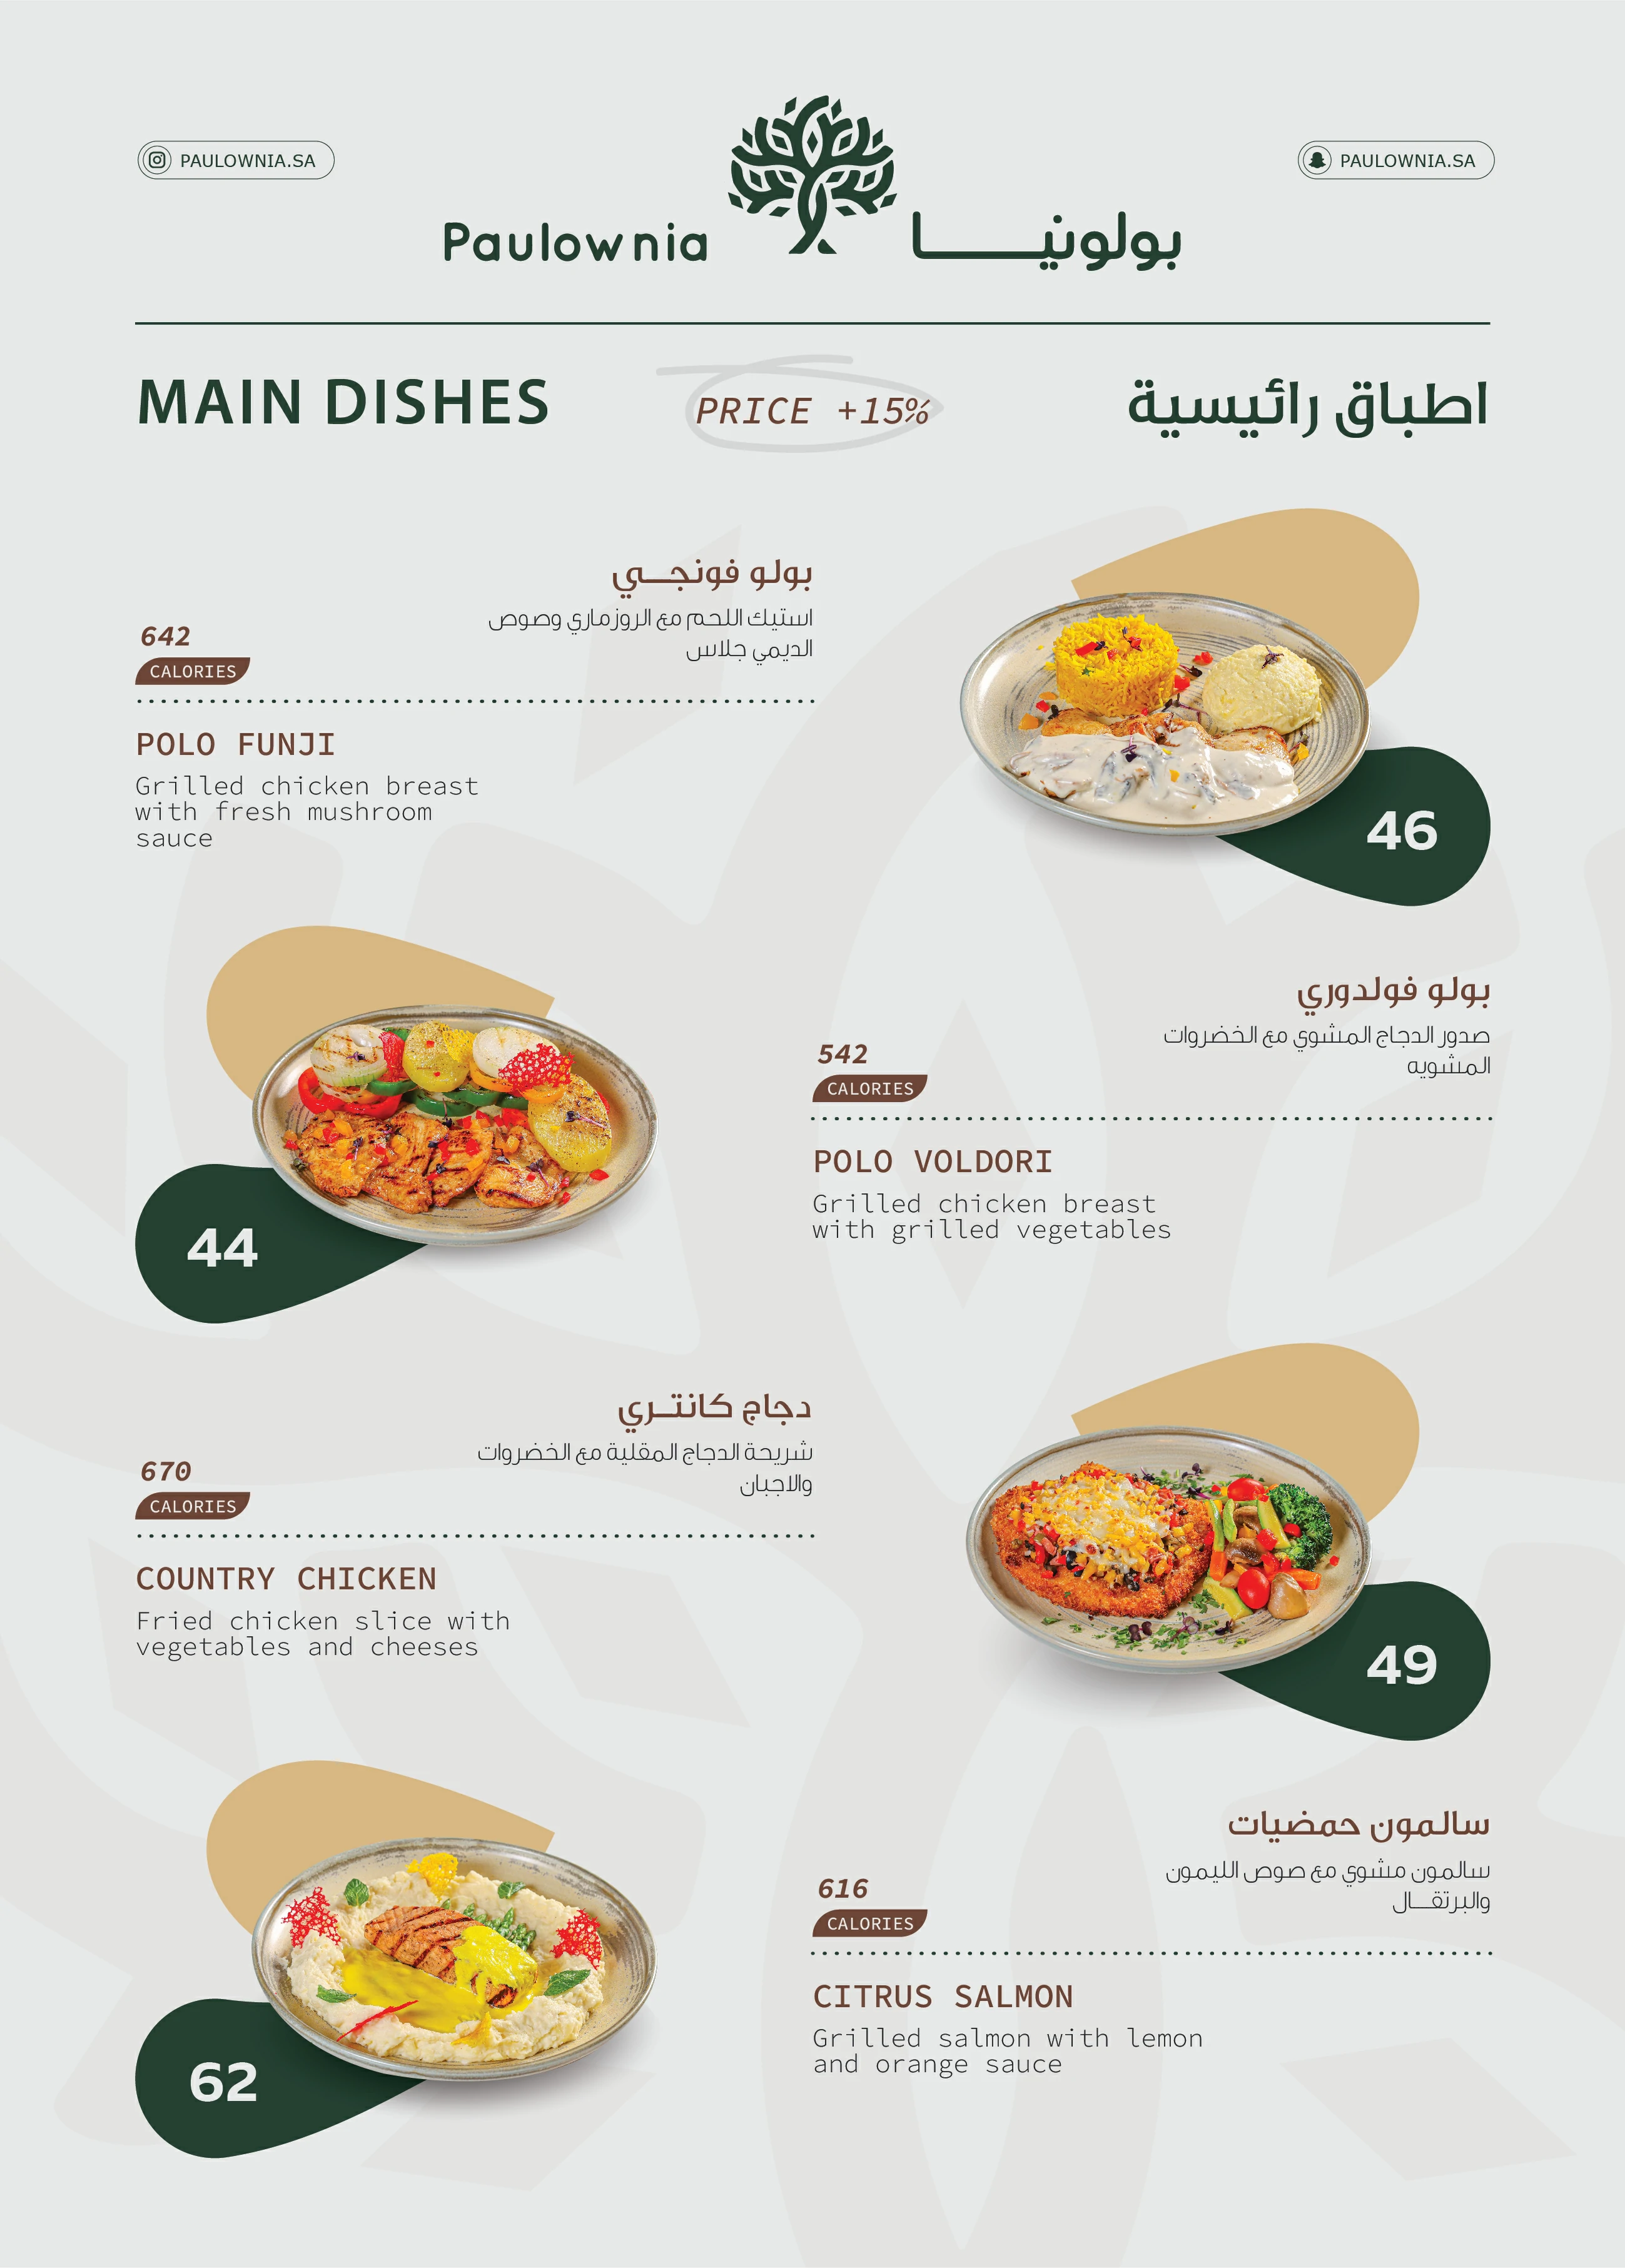 PAULOWNIA.SA
PAULOWNIA.SA
Paulownia
بولونيـــــــا
MAIN DISHES
PRICE +15%
اطباق رائيسية
بولو فونجــي
استيك اللحم مع الروزماري وصوص
الديمي جلاس
642
CALORIES
POLO FUNJI
Grilled chicken breast
with fresh mushroom
sauce
46
بولو فولدوري
صدور الدجاج المشوي مع الخضروات
المشويه
542
CALORIES
POLO VOLDORI
Grilled chicken breast
with grilled vegetables
44
دجاج كانتــري
شريحة الدجاج المقلية مع الخضروات
والاجبان
670
CALORIES
COUNTRY CHICKEN
Fried chicken slice with
vegetables and cheeses
49
سالمون حمضيات
سالمون مشوي مع صوص الليمون
والبرتقــال
616
CALORIES
CITRUS SALMON
Grilled salmon with lemon
and orange sauce
62